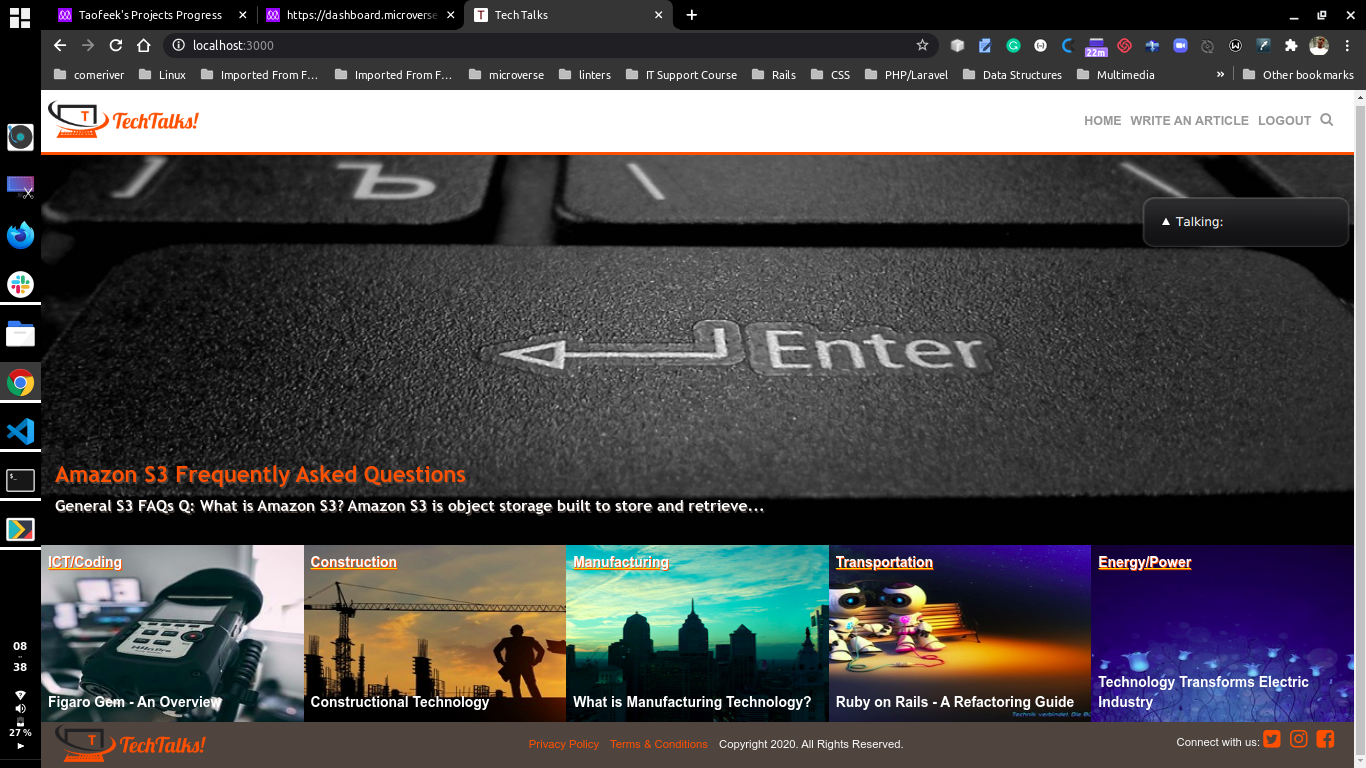 Taofeek's Projects Progress
https://dashboard.microverse
TechTalks
localhost:3000
22m
comeriver
Linux
Imported From F...
Imported From F...
microverse
linters
IT Support Course
Rails
CSS
PHP/Laravel
Data Structures
Multimedia
»
Other bookmarks
T
TechTalks!
HOME
WRITE AN ARTICLE
LOGOUT
Ъ
▲ Talking:
Enter
Amazon S3 Frequently Asked Questions
General S3 FAQs Q: What is Amazon S3? Amazon S3 is object storage built to store and retrieve...
ICT/Coding
Figaro Gem - An Overview
Construction
Constructional Technology
Manufacturing
What is Manufacturing Technology?
Transportation
Ruby on Rails - A Refactoring Guide
Energy/Power
Technology Transforms Electric
Industry
08
38
27%
T
TechTalks!
Privacy Policy
Terms & Conditions
Copyright 2020. All Rights Reserved.
Connect with us: